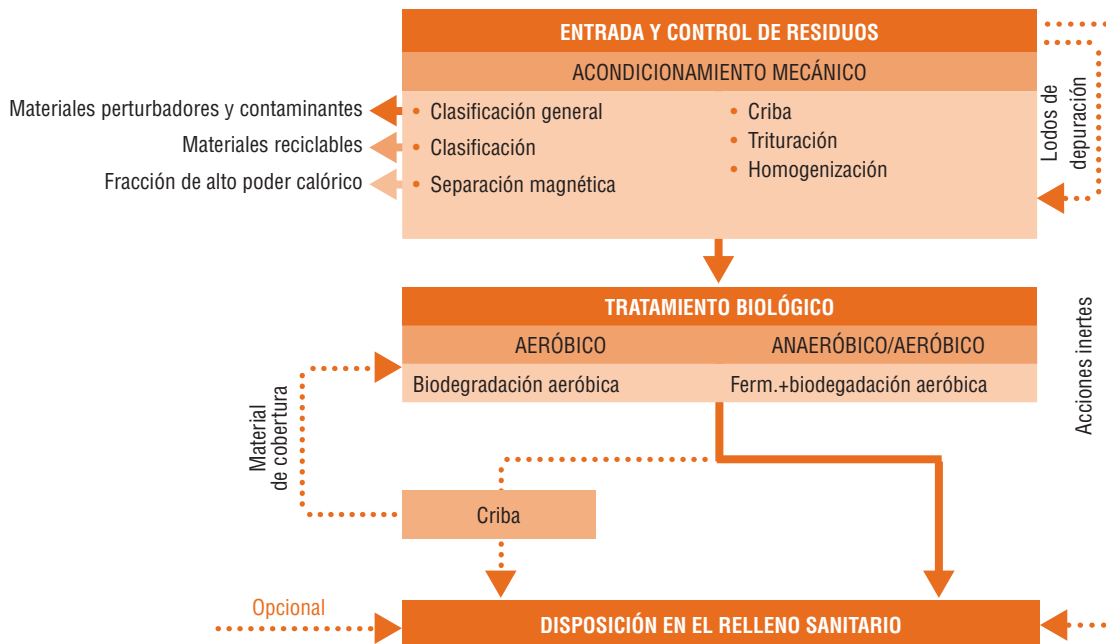 ENTRADA Y CONTROL DE RESIDUOS
ACONDICIONAMIENTO MECÁNICO
Materiales perturbadores y contaminantes
Materiales reciclables
Fracción de alto poder calórico
• Clasificación general
• Clasificación
• Separación magnética
• Criba
• Trituración
• Homogenización
Lodos de
depuración
TRATAMIENTO BIOLÓGICO
AERÓBICO
ANAERÓBICO/AERÓBICO
Biodegradación aeróbica
Ferm.+biodegadación aeróbica
Acciones inertes
Material
de cobertura
Criba
Opcional
DISPOSICIÓN EN EL RELLENO SANITARIO